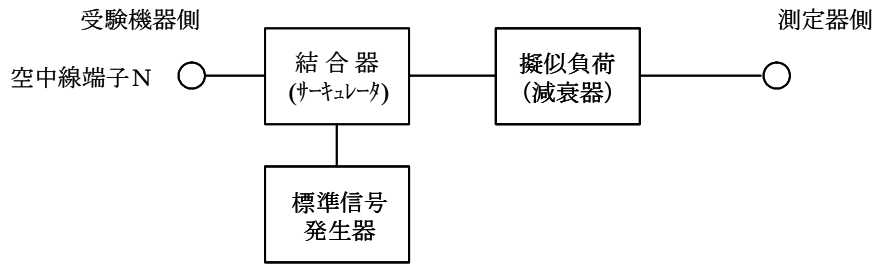 受験機器側
測定器側
空中線端子N
結合器
(ｻｰｷｭﾚｰﾀ)
擬似負荷
(減衰器)
標準信号
発生器